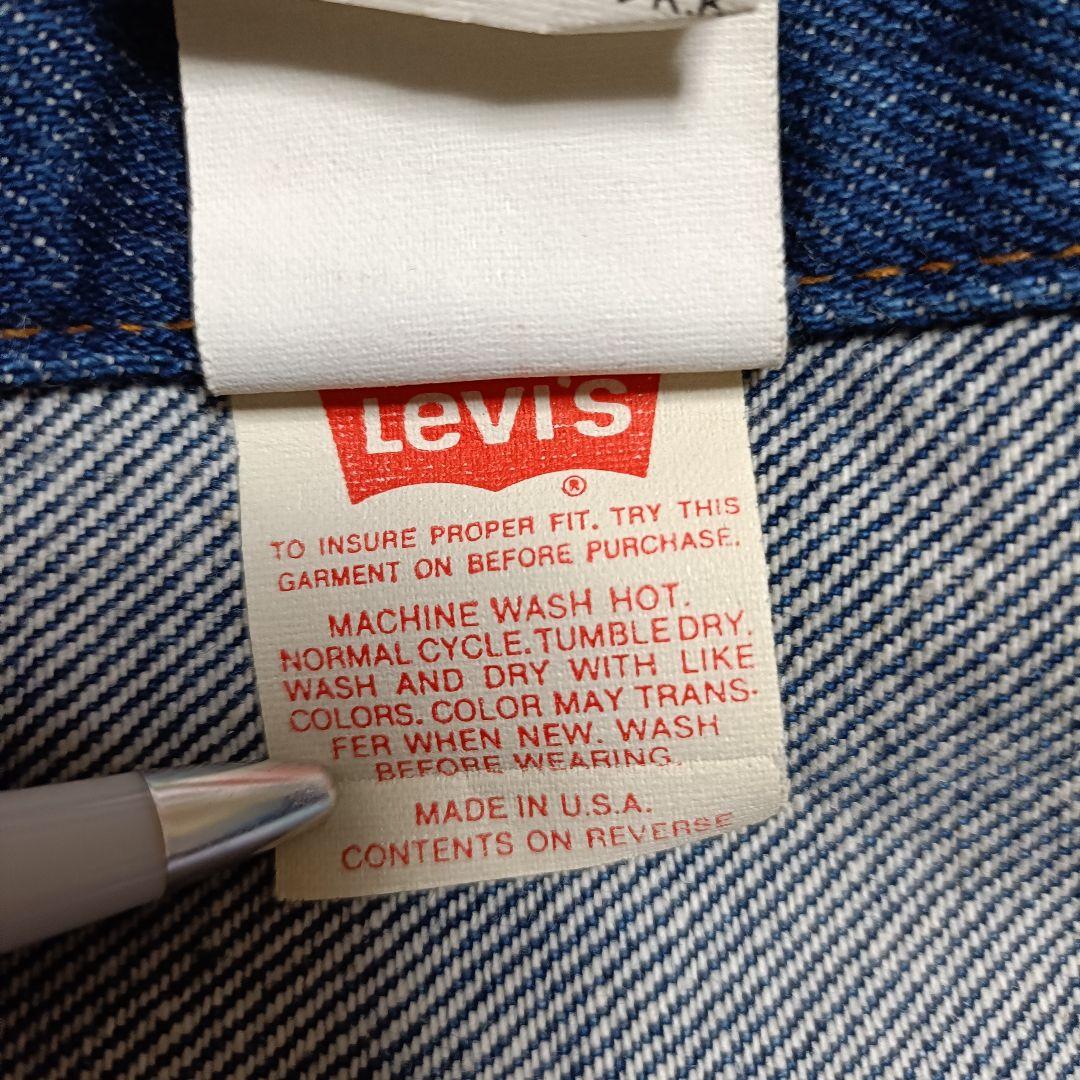 Levi's
®
TO INSURE PROPER FIT. TRY THIS
GARMENT ON BEFORE PURCHASE.
MACHINE WASH HOT.
NORMAL CYCLE. TUMBLE DRY.
WASH AND DRY WITH LIKE
COLORS. COLOR MAY TRANS-
FER WHEN NEW. WASH
BEFORE WEARING.
MADE IN U.S.A.
CONTENTS ON REVERSE